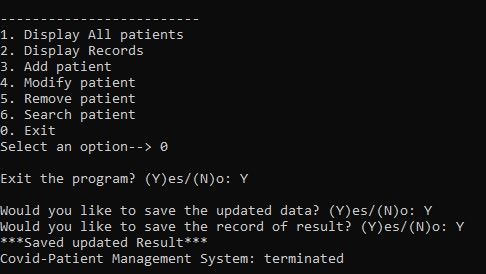 -------------------------
1. Display All patients
2. Display Records
3. Add patient
4. Modify patient
5. Remove patient
6. Search patient
0. Exit
Select an option--> 0
Exit the program? (Y)es/(N)o: Y
Would you like to save the updated data? (Y)es/(N)o: Y
Would you like to save the record of result? (Y)es/(N)o: Y
***Saved updated Result***
Covid-Patient Management System: terminated